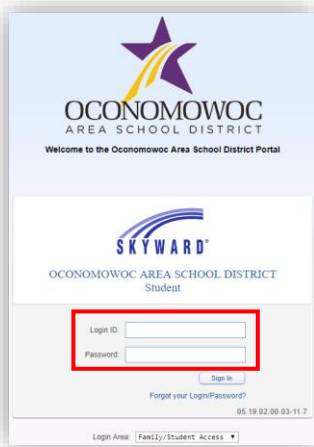 OCONOMOWOC
AREA SCHOOL DISTRICT
Welcome to the Oconomowoc Area School District Portal
SKYWARD®
OCONOMOWOC AREA SCHOOL DISTRICT
Student
Login ID:
Password:
Sign In
Forgot your Login/Password?
05.19.02.00.03-11.7
Login Area: Family/Student Access